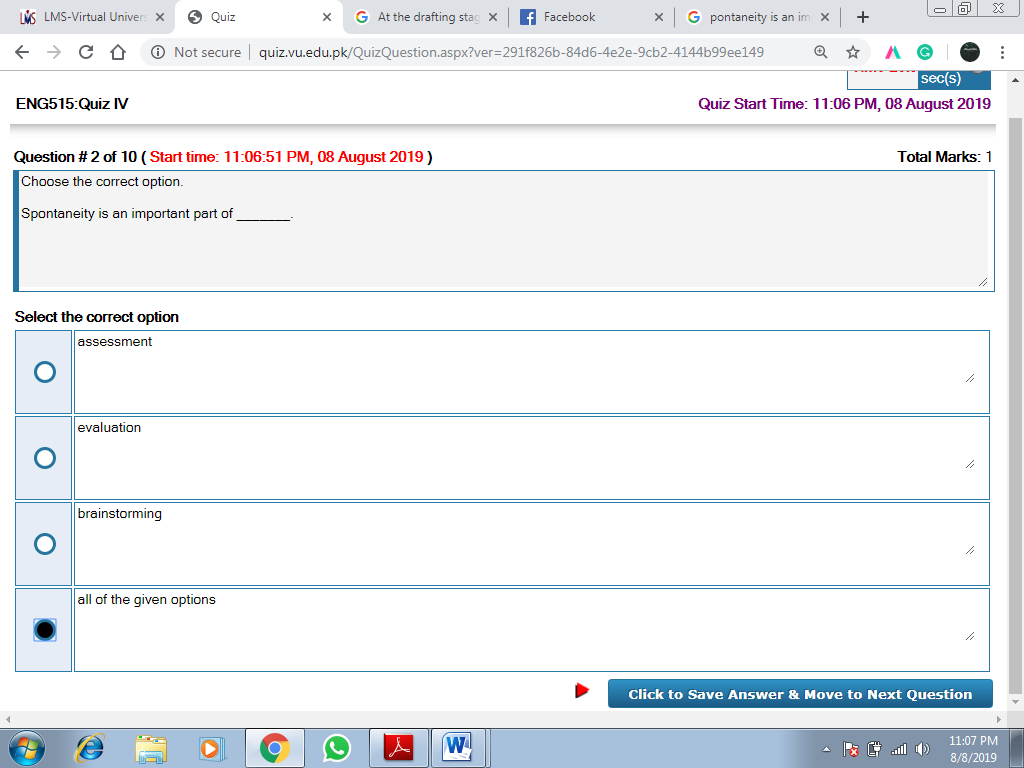 LMS-Virtual Univers
Quiz
At the drafting stag
Facebook
pontaneity is an im
Not secure
quiz.vu.edu.pk/QuizQuestion.aspx?ver=291f826b-84d6-4e2e-9cb2-4144b99ee149
sec(s)
ENG515:Quiz IV
Quiz Start Time: 11:06 PM, 08 August 2019
Question # 2 of 10 ( Start time: 11:06:51 PM, 08 August 2019 )
Total Marks: 1
Choose the correct option.
Spontaneity is an important part of _______.
Select the correct option
assessment
evaluation
brainstorming
all of the given options
Click to Save Answer & Move to Next Question
11:07 PM
8/8/2019